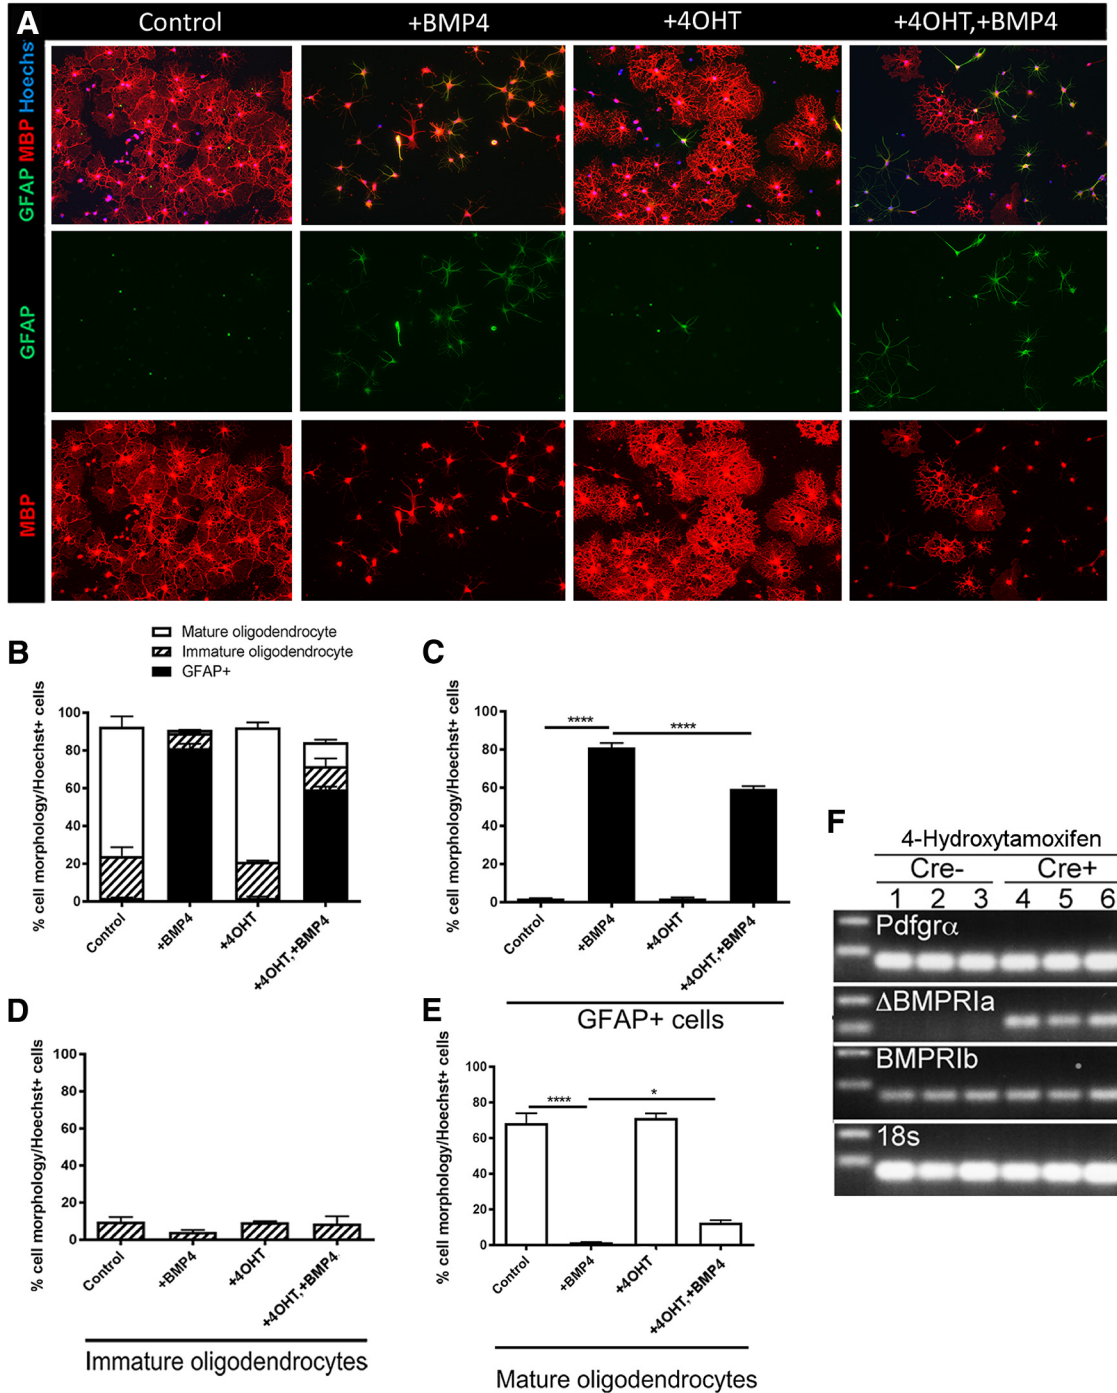 A
Control
+BMP4
+4OHT
+4OHT,+BMP4
GFAP MBP Hoechs
GFAP
MBP
B
Mature oligodendrocyte
Immature oligodendrocyte
GFAP+
% cell morphology/Hoechst+ cells
100
80
60
40
20
0
Control
+BMP4
+4OHT
+4OHT,+BMP4
C
% cell morphology/Hoechst+ cells
100
80
60
40
20
0
****
****
Control
+BMP4
+4OHT
+4OHT,+BMP4
GFAP+ cells
D
% cell morphology/Hoechst+ cells
100
80
60
40
20
0
Control
+BMP4
+4OHT
+4OHT,+BMP4
Immature oligodendrocytes
E
% cell morphology/Hoechst+ cells
100
80
60
40
20
0
****
*
Control
+BMP4
+4OHT
+4OHT,+BMP4
Mature oligodendrocytes
F
4-Hydroxytamoxifen
Cre- Cre+
1 2 3 4 5 6
Pdfgrα
ΔBMPRIa
BMPRIb
18s